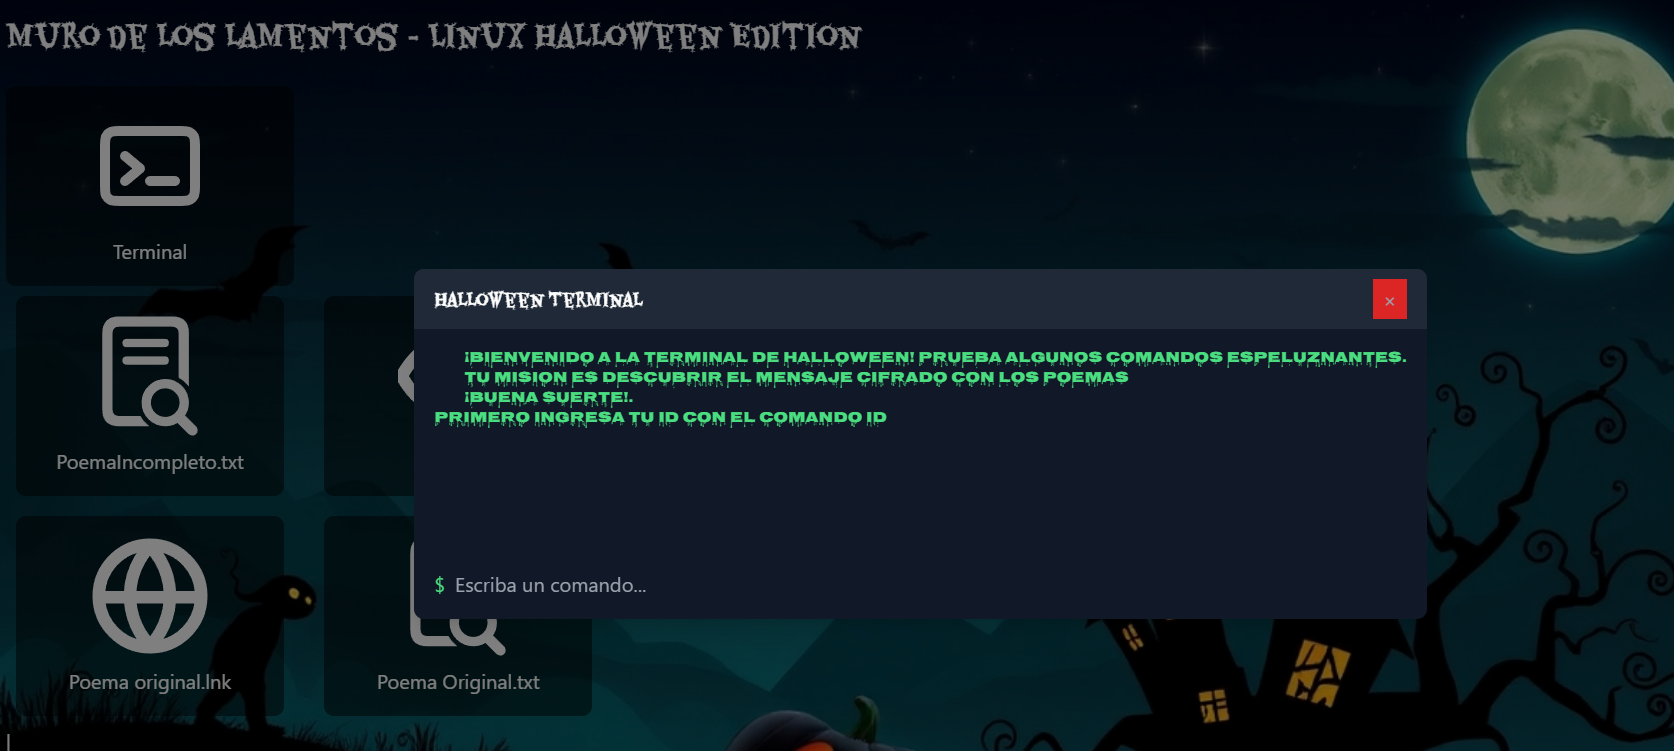 MURO DE LOS LAMENTOS - LINUX HALLOWEEN EDITION
Terminal
HALLOWEEN TERMINAL
×
¡BIENVENIDO A LA TERMINAL DE HALLOWEEN! PRUEBA ALGUNOS COMANDOS ESPELUZNANTES.
TU MISION ES DESCUBRIR EL MENSAJE CIFRADO CON LOS POEMAS
¡BUENA SUERTE!.
PRIMERO INGRESA TU ID CON EL COMANDO ID
$ Escriba un comando...
PoemaIncompleto.txt
Poema original.lnk
Poema Original.txt